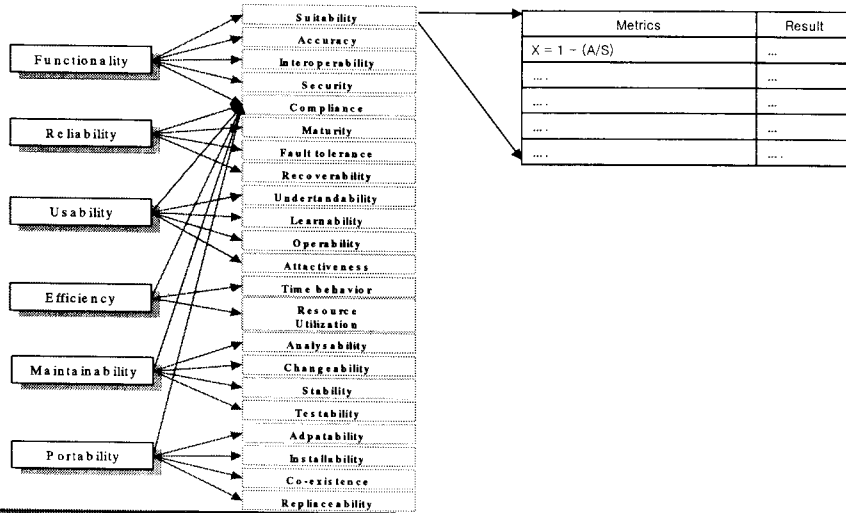 Functionality
Reliability
Usability
Efficiency
Maintainability
Portability
Suitability
Accuracy
Interoperability
Security
Compliance
Maturity
Fault tolerance
Recoverability
Undertandability
Learnability
Operability
Attactiveness
Time behavior
Resource
Utilization
Analysability
Changeability
Stability
Testability
Adpatability
Installability
Co-existence
Repliaceability
Metrics Result
X = 1 - (A/S) ...
.... ....
.... ....
.... ....
.... ....